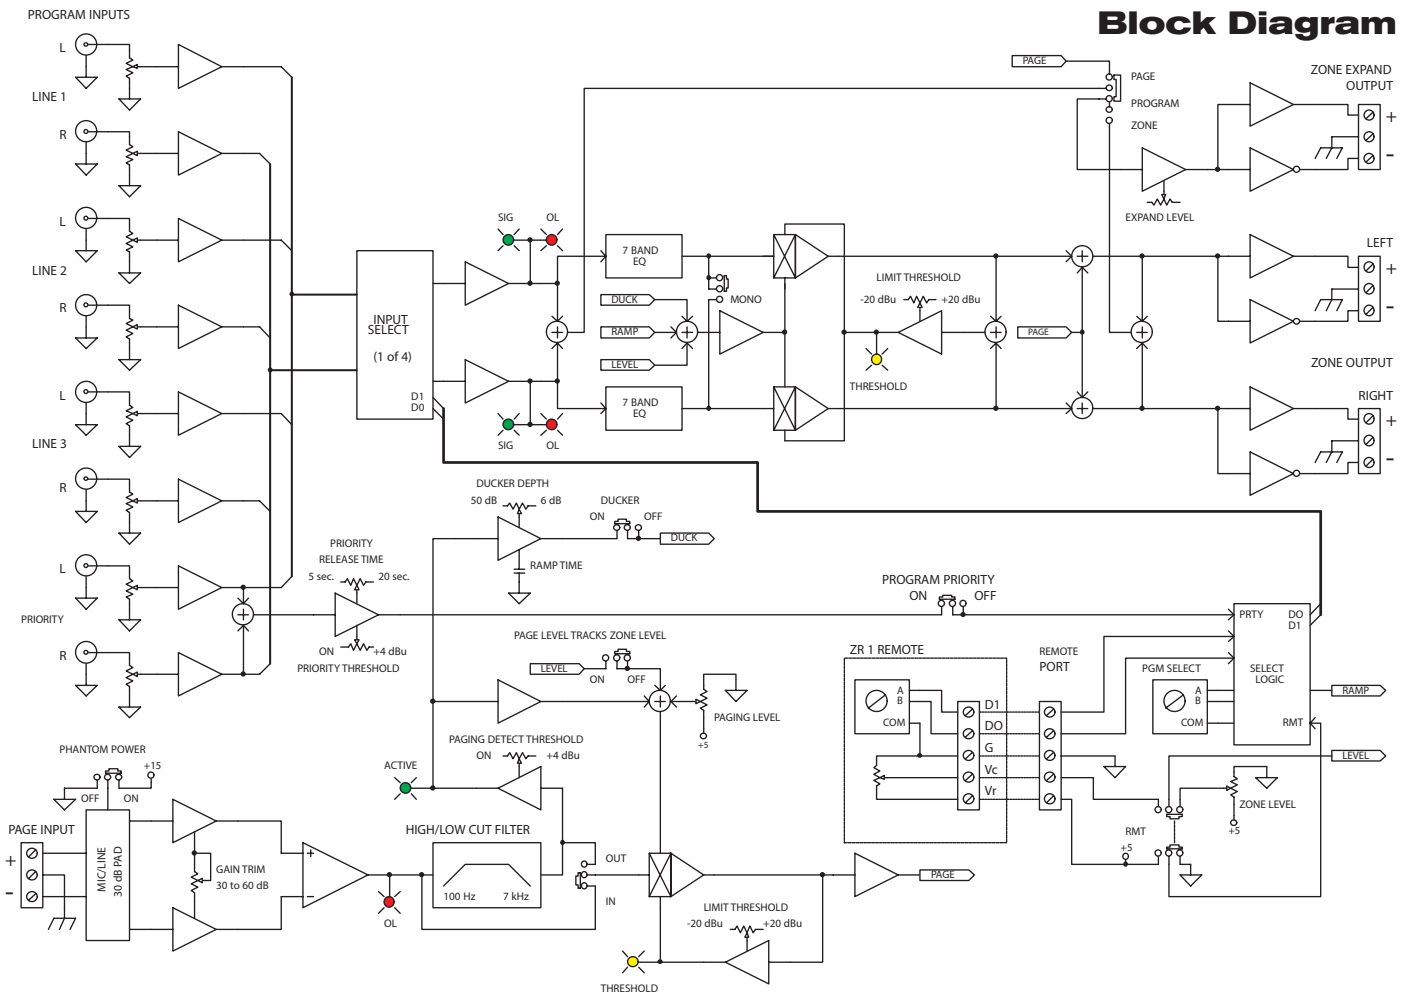 Block Diagram
PROGRAM INPUTS
L
LINE 1
R
L
LINE 2
R
L
LINE 3
R
L
PRIORITY
R
INPUT
SELECT
(1 of 4)
D1
D0
SIG
OL
SIG
OL
7 BAND
EQ
DUCK
RAMP
LEVEL
7 BAND
EQ
MONO
LIMIT THRESHOLD
-20 dBu
+20 dBu
THRESHOLD
PAGE
PAGE
PAGE
PROGRAM
ZONE
EXPAND LEVEL
ZONE EXPAND
OUTPUT
+
-
LEFT
+
-
ZONE OUTPUT
RIGHT
+
-
DUCKER DEPTH
50 dB
6 dB
DUCKER
ON
OFF
DUCK
RAMP TIME
PRIORITY
RELEASE TIME
5 sec.
20 sec.
ON
+4 dBu
PRIORITY THRESHOLD
PROGRAM PRIORITY
ON
OFF
PAGE LEVEL TRACKS ZONE LEVEL
LEVEL
ON
OFF
PAGING LEVEL
+5
PAGING DETECT THRESHOLD
ON
+4 dBu
ACTIVE
ZR 1 REMOTE
A
B
COM
D1
DO
G
Vc
Vr
REMOTE
PORT
PGM SELECT
A
B
COM
PRTY
DO
D1
SELECT
LOGIC
RMT
RAMP
LEVEL
ZONE LEVEL
+5
RMT
+5
PHANTOM POWER
+15
OFF
ON
PAGE INPUT
+
-
MIC/LINE
30 dB PAD
GAIN TRIM
30 to 60 dB
+
-
OL
HIGH/LOW CUT FILTER
100 Hz
7 kHz
OUT
IN
PAGE
LIMIT THRESHOLD
-20 dBu
+20 dBu
THRESHOLD